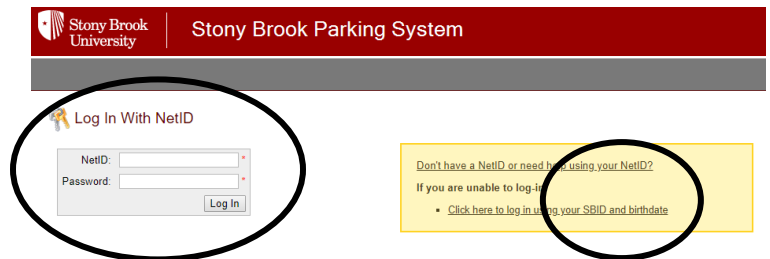 Stony Brook
University
Stony Brook Parking System
Log In With NetID
NetID: *
Password: *
Log In
Don't have a NetID or need help using your NetID?
If you are unable to log-in
• Click here to log in using your SBID and birthdate